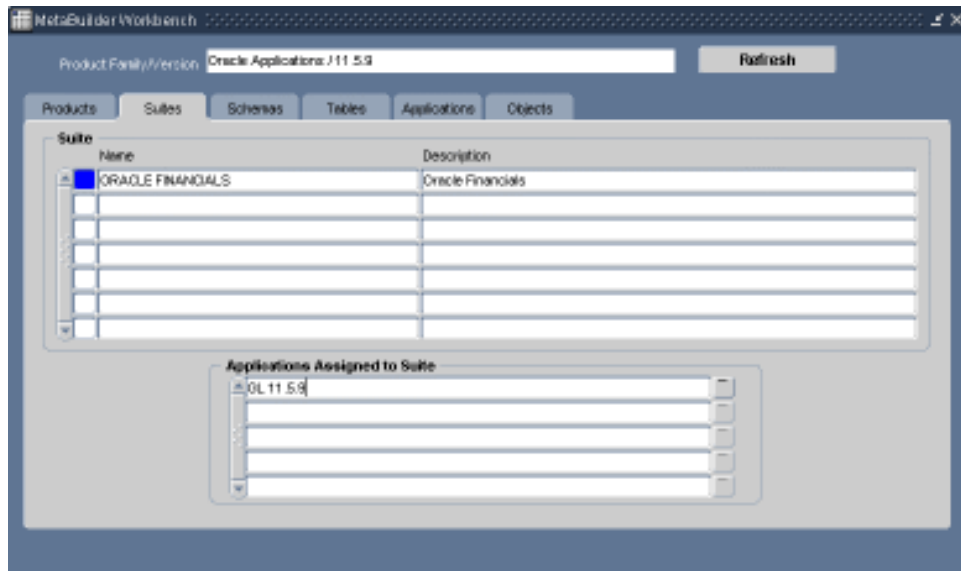 MetaBuilder Workbench
Product Family/Version Oracle Applications / 11.5.9 Refresh
Products Suites Schemas Tables Applications Objects
Suite
Name Description
ORACLE FINANCIALS Oracle Financials
Applications Assigned to Suite
GL 11.5.9